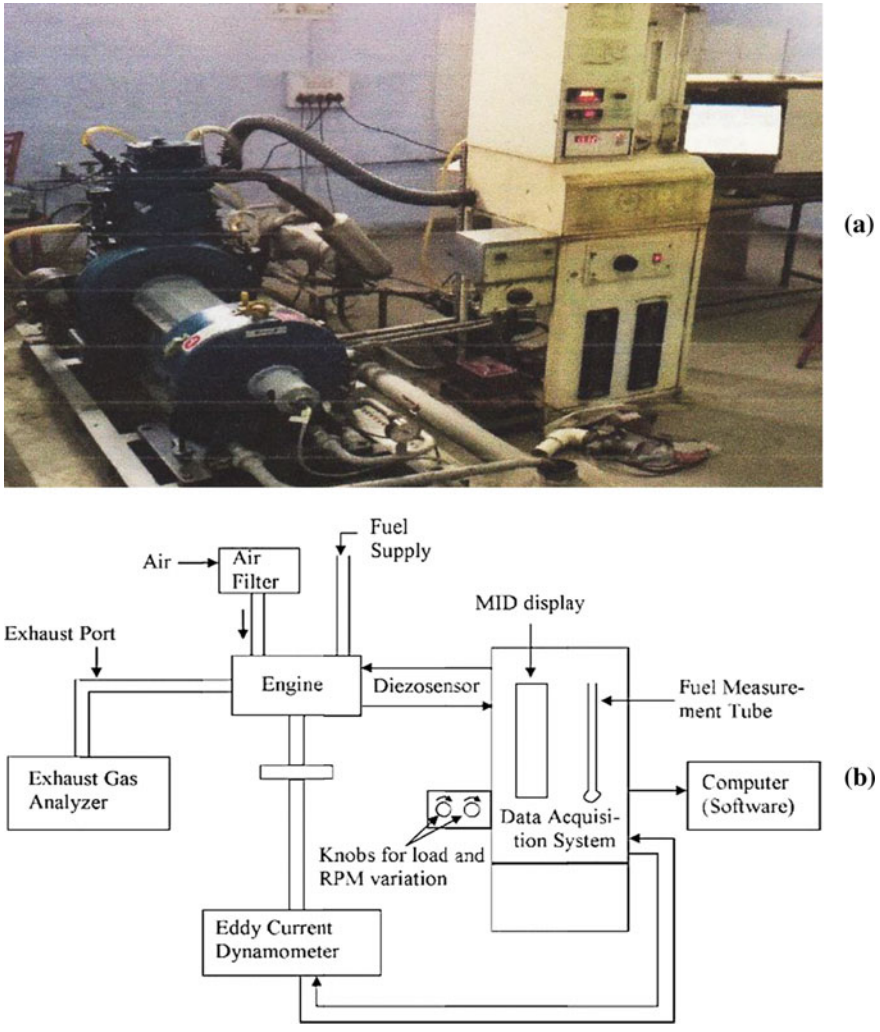 (a)
Fuel
Supply
Air
Air
Filter
MID display
Exhaust Port
Engine
Diezosensor
Fuel Measure-
ment Tube
Exhaust Gas
Analyzer
Computer
(Software)
(b)
Data Acquisi-
tion System
Knobs for load and
RPM variation
Eddy Current
Dynamometer